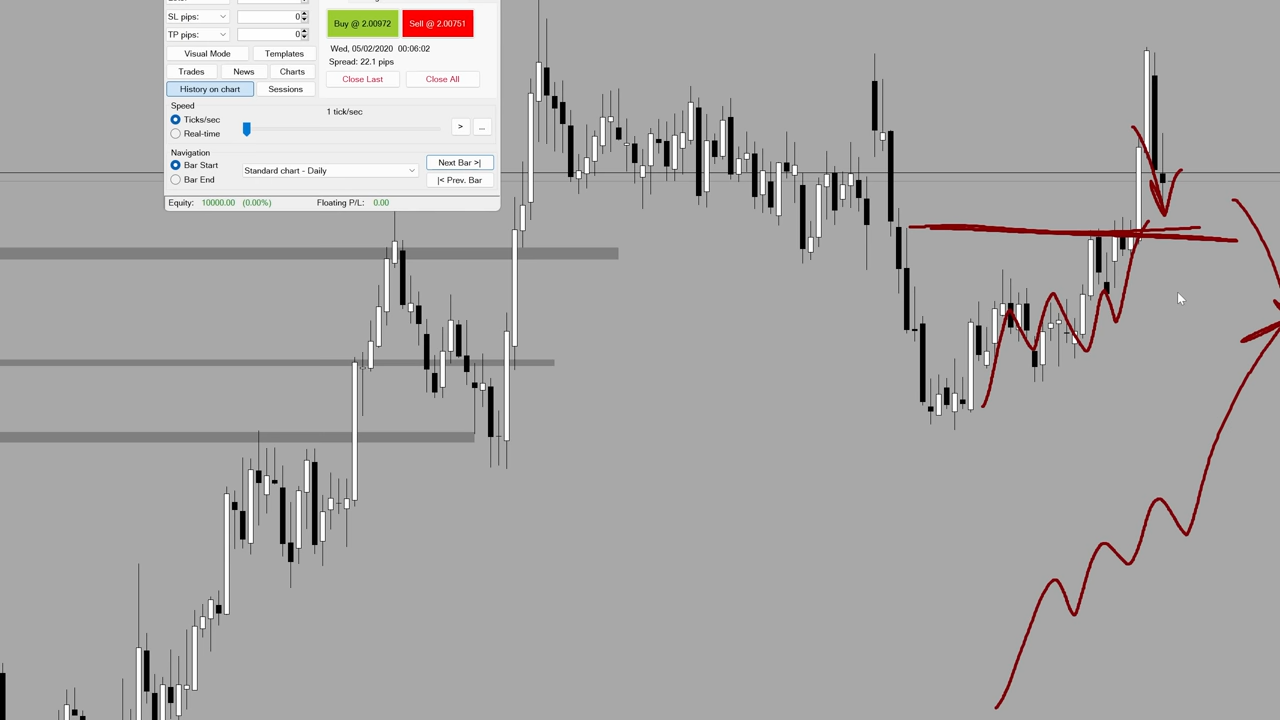 SL pips: 0
TP pips: 0
Visual Mode Templates
Trades News Charts
History on chart Sessions
Buy @ 2.00972 Sell @ 2.00751
Wed, 05/02/2020 00:06:02
Spread: 22.1 pips
Close Last Close All
Speed
1 tick/sec
Ticks/sec
Real-time
> ...
Navigation
Bar Start
Bar End
Standard chart - Daily
Next Bar >|
|< Prev. Bar
Equity: 10000.00 (0.00%) Floating P/L: 0.00